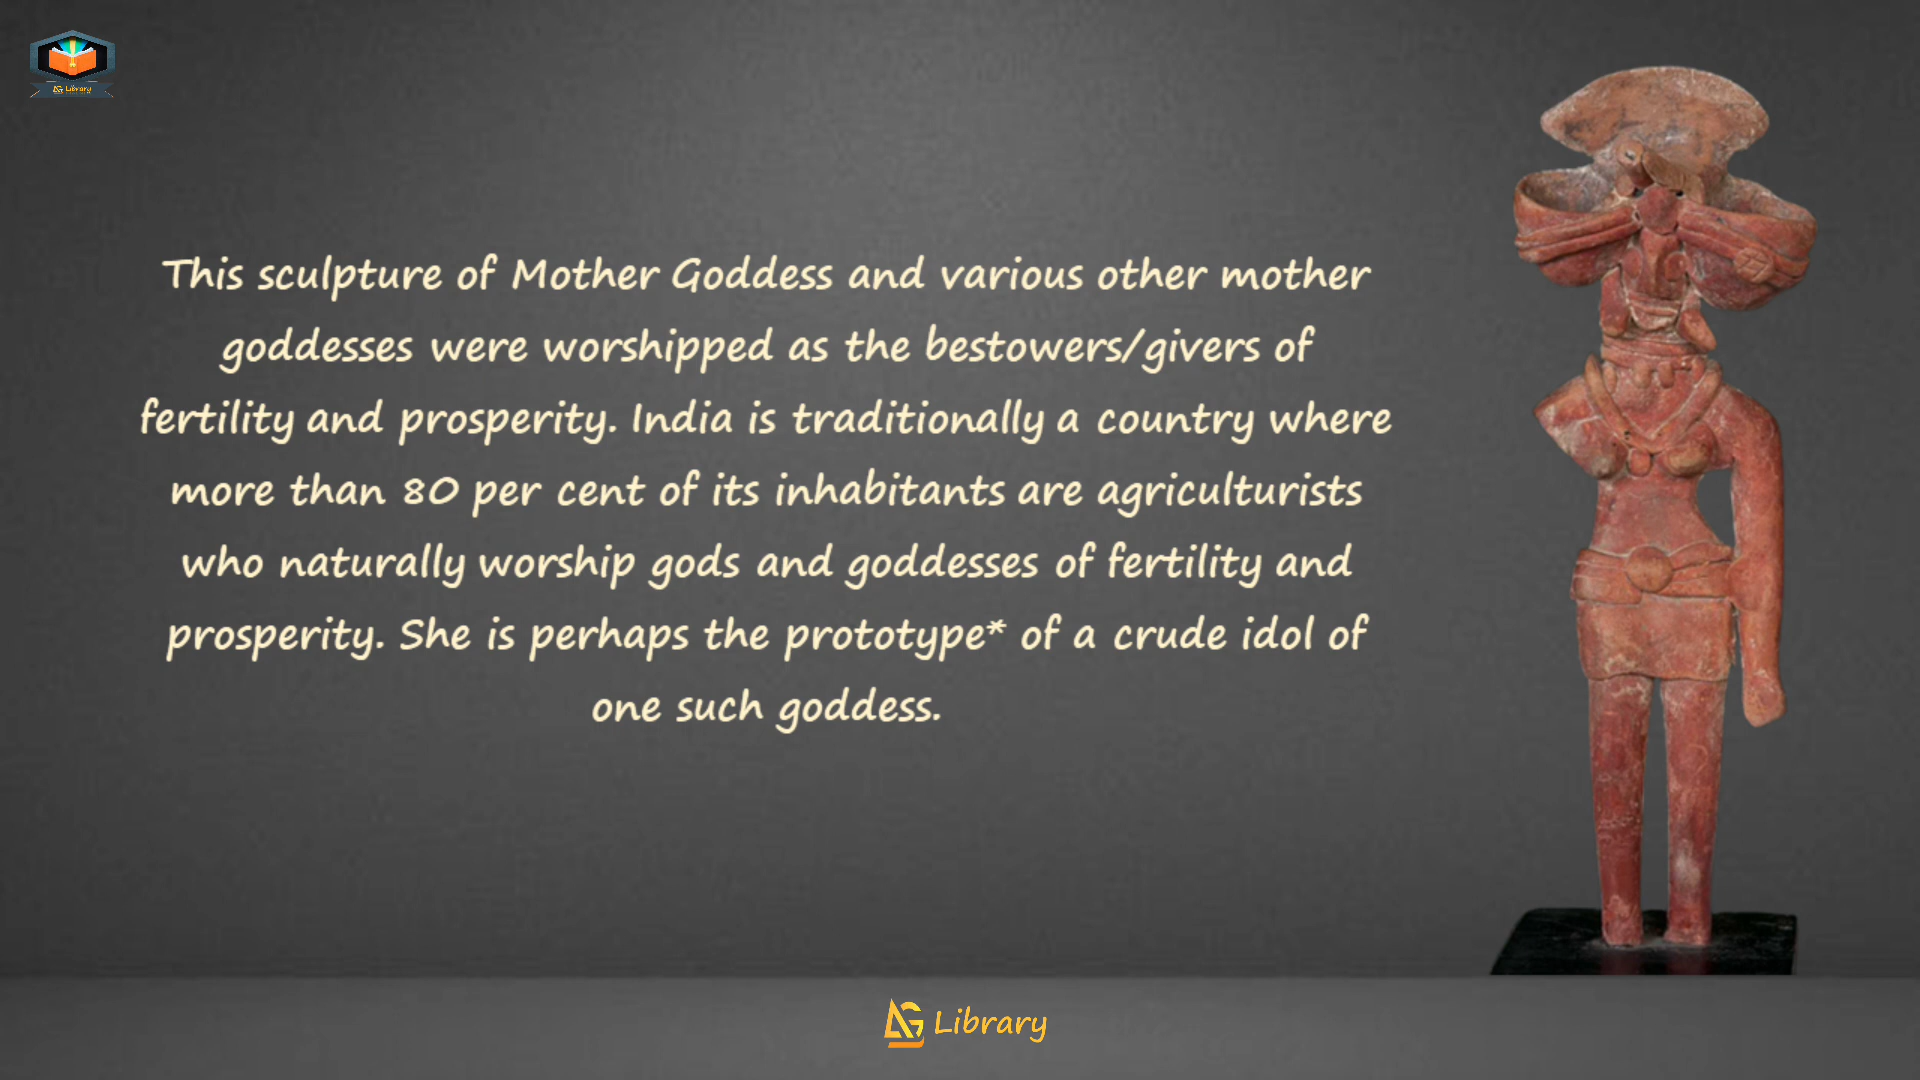 AG Library
This sculpture of Mother Goddess and various other mother
goddesses were worshipped as the bestowers/givers of
fertility and prosperity. India is traditionally a country where
more than 80 per cent of its inhabitants are agriculturists
who naturally worship gods and goddesses of fertility and
prosperity. She is perhaps the prototype* of a crude idol of
one such goddess.
AG Library